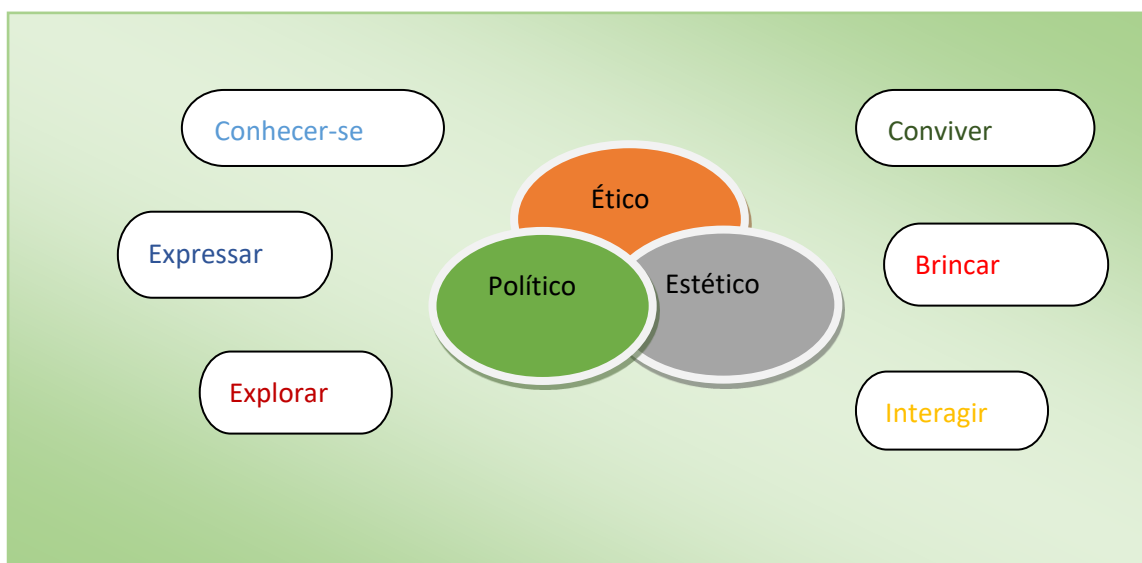 Conhecer-se
Conviver
Ético
Expressar
Brincar
Político
Estético
Explorar
Interagir